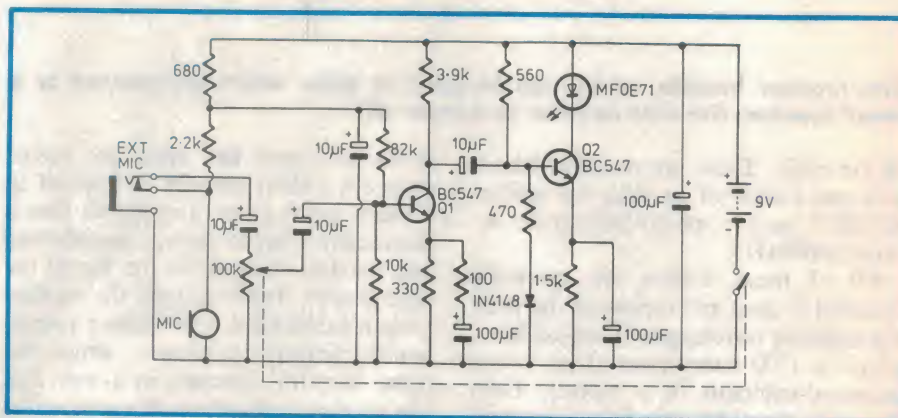 680
2·2k
EXT
MIC
10µF
100k
MIC
10µF
82k
10µF
10k
3·9k
BC547
Q1
330
100
100µF
10µF
560
470
IN4148
MFOE71
Q2
BC547
1·5k
100µF
100µF
9V